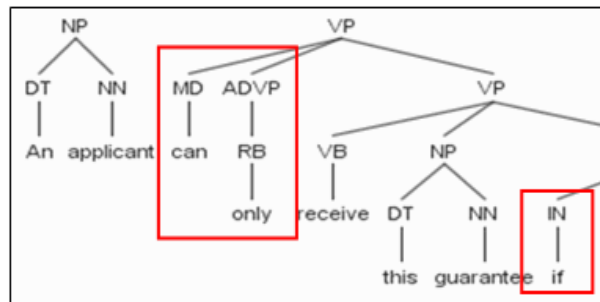 NP VP
DT NN MD ADVP VP
An applicant can RB VB NP
only receive DT NN IN
this guarantee if